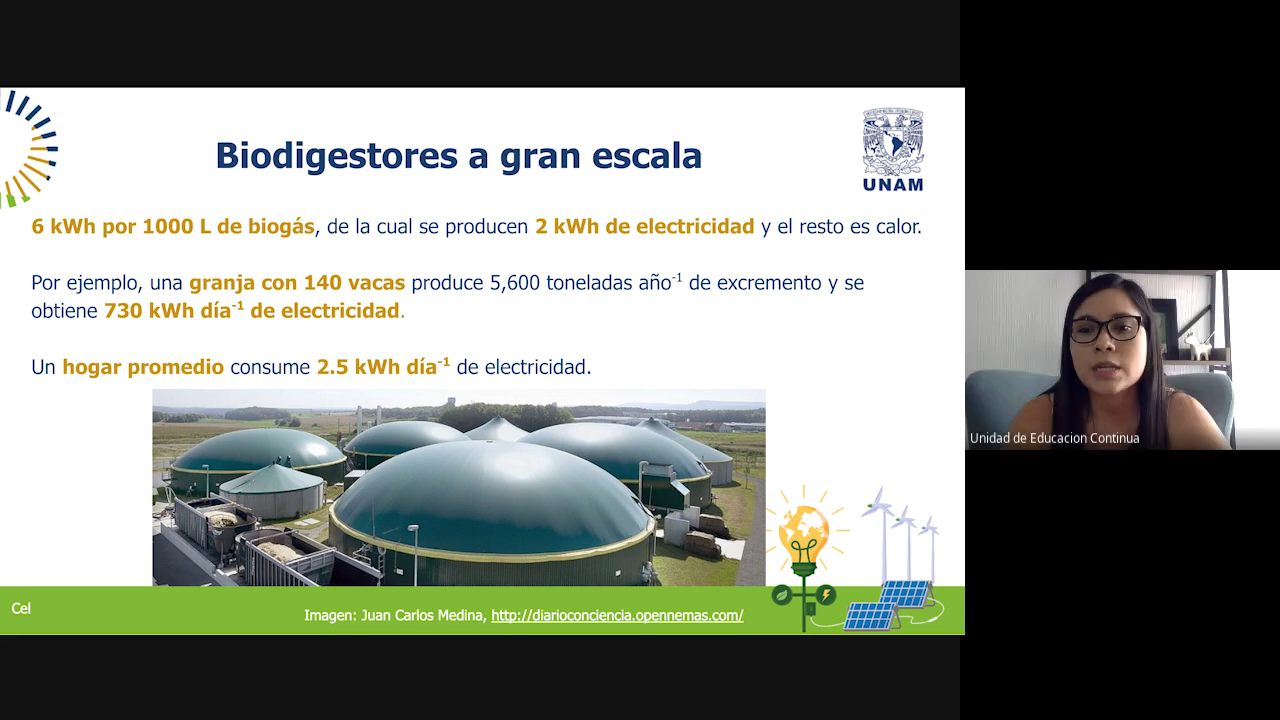 Biodigestores a gran escala
UNAM
6 kWh por 1000 L de biogás, de la cual se producen 2 kWh de electricidad y el resto es calor.
Por ejemplo, una granja con 140 vacas produce 5,600 toneladas año-1 de excremento y se
obtiene 730 kWh día-1 de electricidad.
Un hogar promedio consume 2.5 kWh día-1 de electricidad.
Unidad de Educacion Continua
Cel
Imagen: Juan Carlos Medina, http://diarioconciencia.opennemas.com/